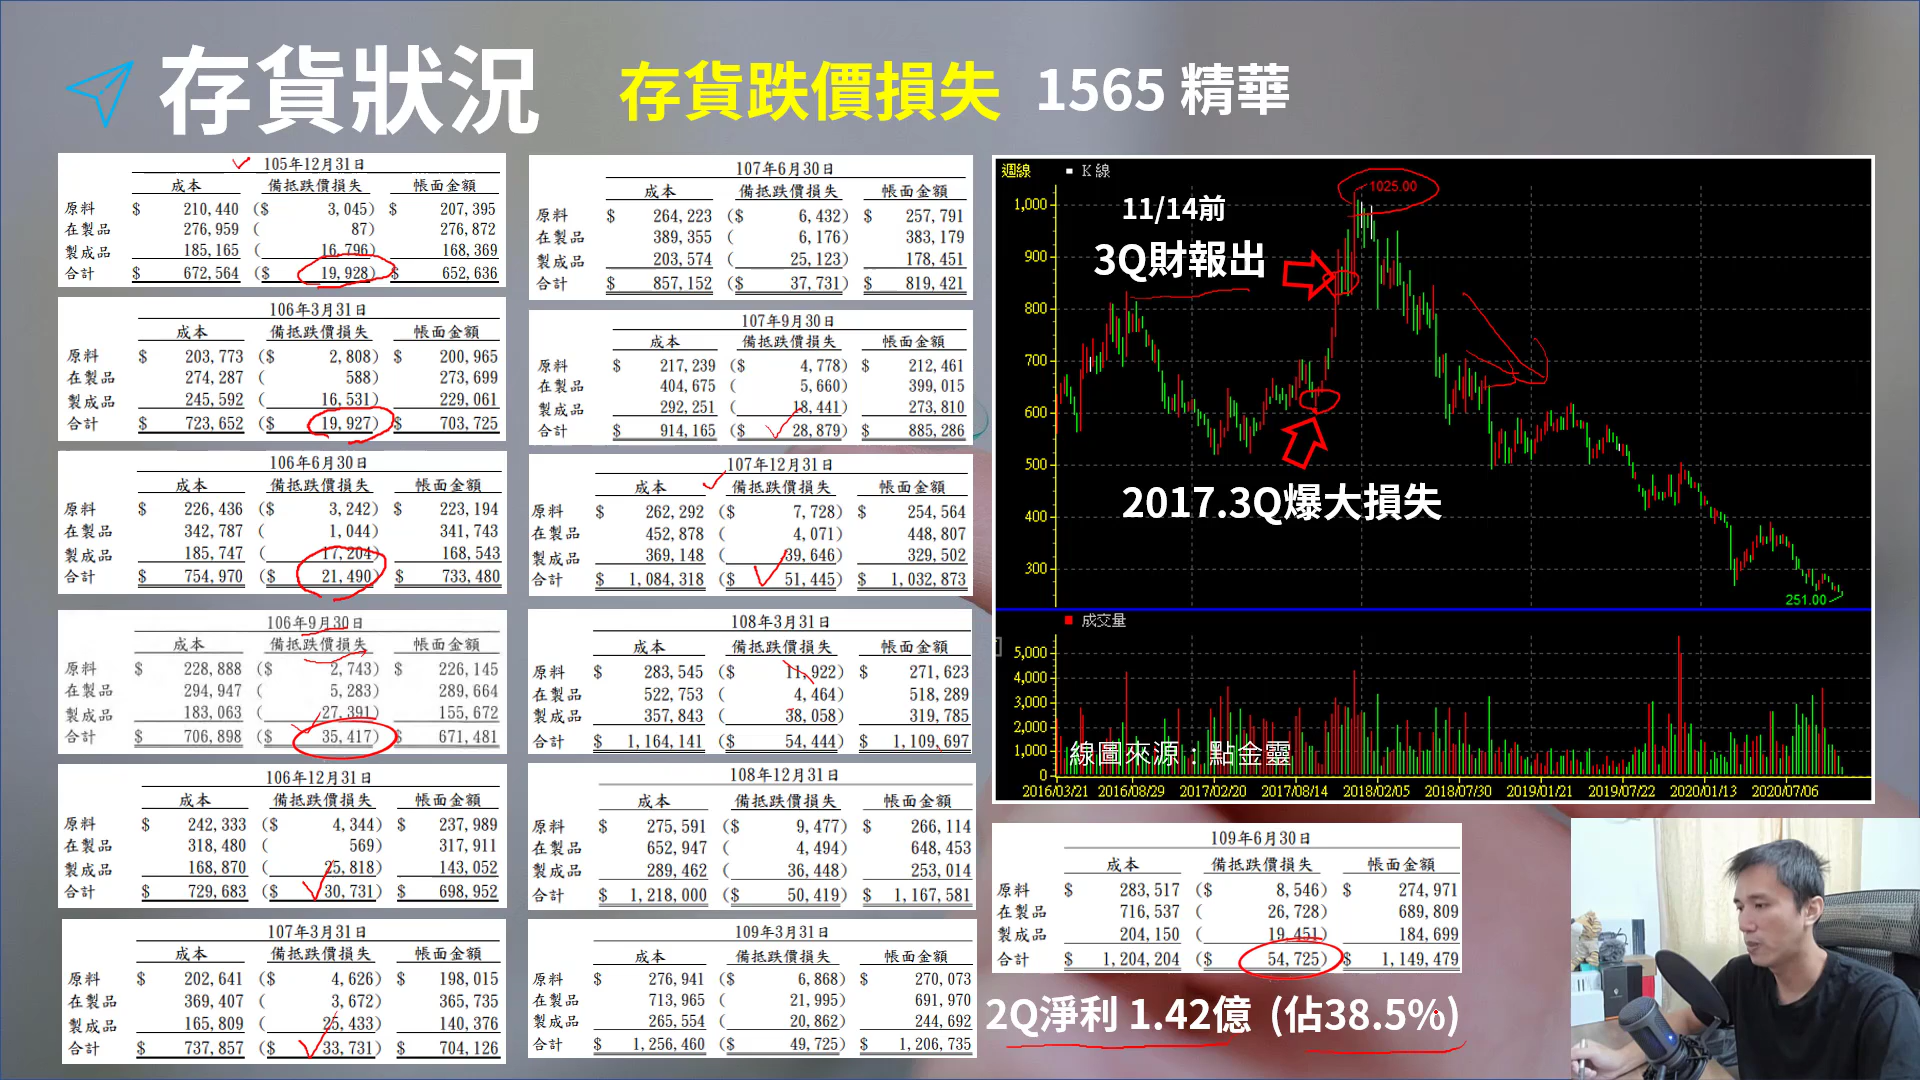 存貨狀況 存貨跌價損失 1565 精華
105年12月31日
成本 備抵跌價損失 帳面金額
原料 $ 210,440 ($ 3,045) $ 207,395
在製品 276,959 ( 87) 276,872
製成品 185,165 ( 16,796) 168,369
合計 $ 672,564 ($ 19,928) $ 652,636
106年3月31日
成本 備抵跌價損失 帳面金額
原料 $ 203,773 ($ 2,808) $ 200,965
在製品 274,287 ( 588) 273,699
製成品 245,592 ( 16,531) 229,061
合計 $ 723,652 ($ 19,927) $ 703,725
106年6月30日
成本 備抵跌價損失 帳面金額
原料 $ 226,436 ($ 3,242) $ 223,194
在製品 342,787 ( 1,044) 341,743
製成品 185,747 ( 17,204) 168,543
合計 $ 754,970 ($ 21,490) $ 733,480
106年9月30日
成本 備抵跌價損失 帳面金額
原料 $ 228,888 ($ 2,743) $ 226,145
在製品 294,947 ( 5,283) 289,664
製成品 183,063 ( 27,391) 155,672
合計 $ 706,898 ($ 35,417) $ 671,481
106年12月31日
成本 備抵跌價損失 帳面金額
原料 $ 242,333 ($ 4,344) $ 237,989
在製品 318,480 ( 569) 317,911
製成品 168,870 ( 25,818) 143,052
合計 $ 729,683 ($ 30,731) $ 698,952
107年3月31日
成本 備抵跌價損失 帳面金額
原料 $ 202,641 ($ 4,626) $ 198,015
在製品 369,407 ( 3,672) 365,735
製成品 165,809 ( 25,433) 140,376
合計 $ 737,857 ($ 33,731) $ 704,126
107年6月30日
成本 備抵跌價損失 帳面金額
原料 $ 264,223 ($ 6,432) $ 257,791
在製品 389,355 ( 6,176) 383,179
製成品 203,574 ( 25,123) 178,451
合計 $ 857,152 ($ 37,731) $ 819,421
107年9月30日
成本 備抵跌價損失 帳面金額
原料 $ 217,239 ($ 4,778) $ 212,461
在製品 404,675 ( 5,660) 399,015
製成品 292,251 ( 18,441) 273,810
合計 $ 914,165 ($ 28,879) $ 885,286
107年12月31日
成本 備抵跌價損失 帳面金額
原料 $ 262,292 ($ 7,728) $ 254,564
在製品 452,878 ( 4,071) 448,807
製成品 369,148 ( 39,646) 329,502
合計 $ 1,084,318 ($ 51,445) $ 1,032,873
108年3月31日
成本 備抵跌價損失 帳面金額
原料 $ 283,545 ($ 11,922) $ 271,623
在製品 522,753 ( 4,464) 518,289
製成品 357,843 ( 38,058) 319,785
合計 $ 1,164,141 ($ 54,444) $ 1,109,697
108年12月31日
成本 備抵跌價損失 帳面金額
原料 $ 275,591 ($ 9,477) $ 266,114
在製品 652,947 ( 4,494) 648,453
製成品 289,462 ( 36,448) 253,014
合計 $ 1,218,000 ($ 50,419) $ 1,167,581
109年3月31日
成本 備抵跌價損失 帳面金額
原料 $ 276,941 ($ 6,868) $ 270,073
在製品 713,965 ( 21,995) 691,970
製成品 265,554 ( 20,862) 244,692
合計 $ 1,256,460 ($ 49,725) $ 1,206,735
週線 K線
1025.00
11/14前
3Q財報出
2017.3Q爆大損失
1,000
900
800
700
600
500
400
300
251.00
成交量
5,000
4,000
3,000
2,000
1,000
0
線圖來源：點金靈
2016/03/21 2016/08/29 2017/02/20 2017/08/14 2018/02/05 2018/07/30 2019/01/21 2019/07/22 2020/01/13 2020/07/06
109年6月30日
成本 備抵跌價損失 帳面金額
原料 $ 283,517 ($ 8,546) $ 274,971
在製品 716,537 ( 26,728) 689,809
製成品 204,150 ( 19,451) 184,699
合計 $ 1,204,204 ($ 54,725) $ 1,149,479
2Q淨利 1.42億 (佔38.5%)